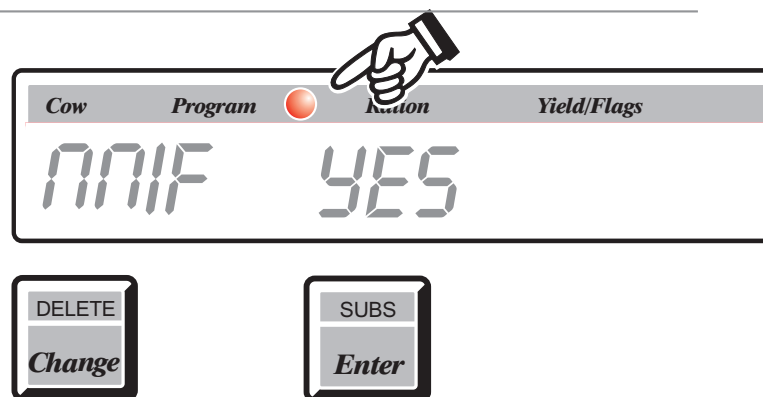 Cow Program Ration Yield/Flags
MMIF YES
DELETE SUBS
Change Enter